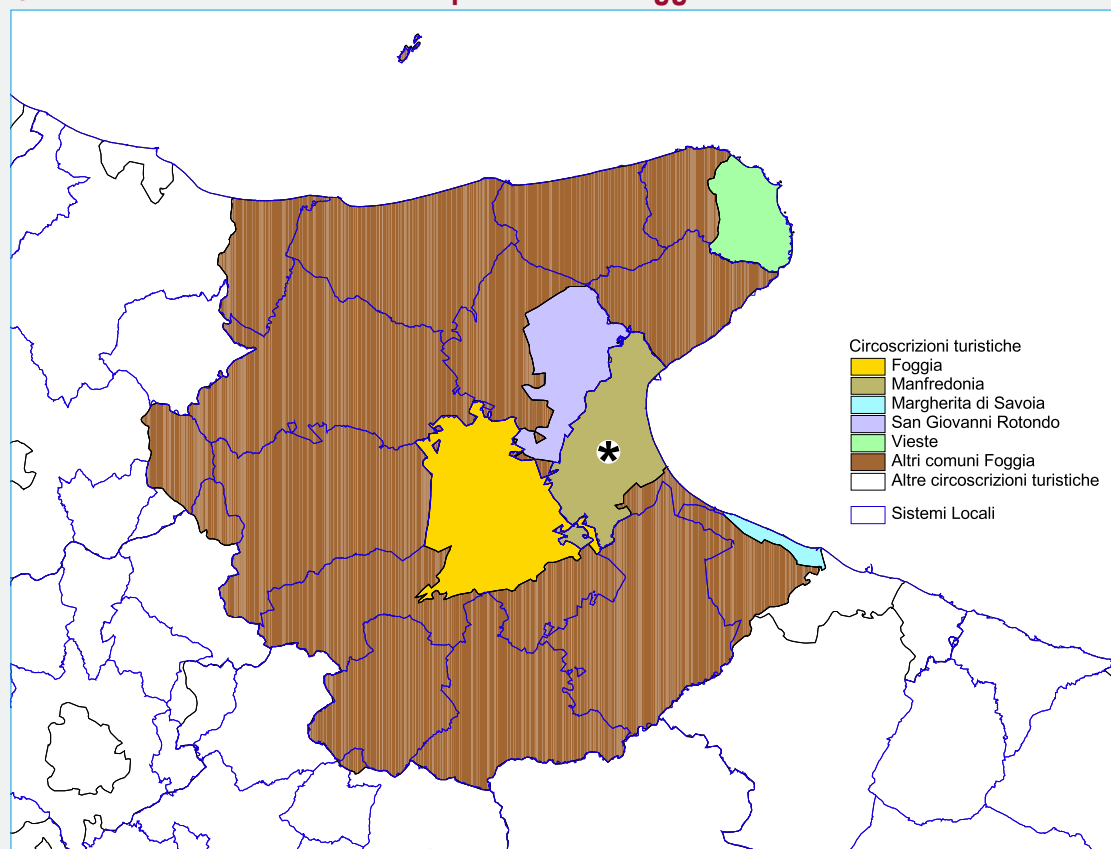 Circoscrizioni turistiche
Foggia
Manfredonia
Margherita di Savoia
San Giovanni Rotondo
Vieste
Altri comuni Foggia
Altre circoscrizioni turistiche
Sistemi Locali
*